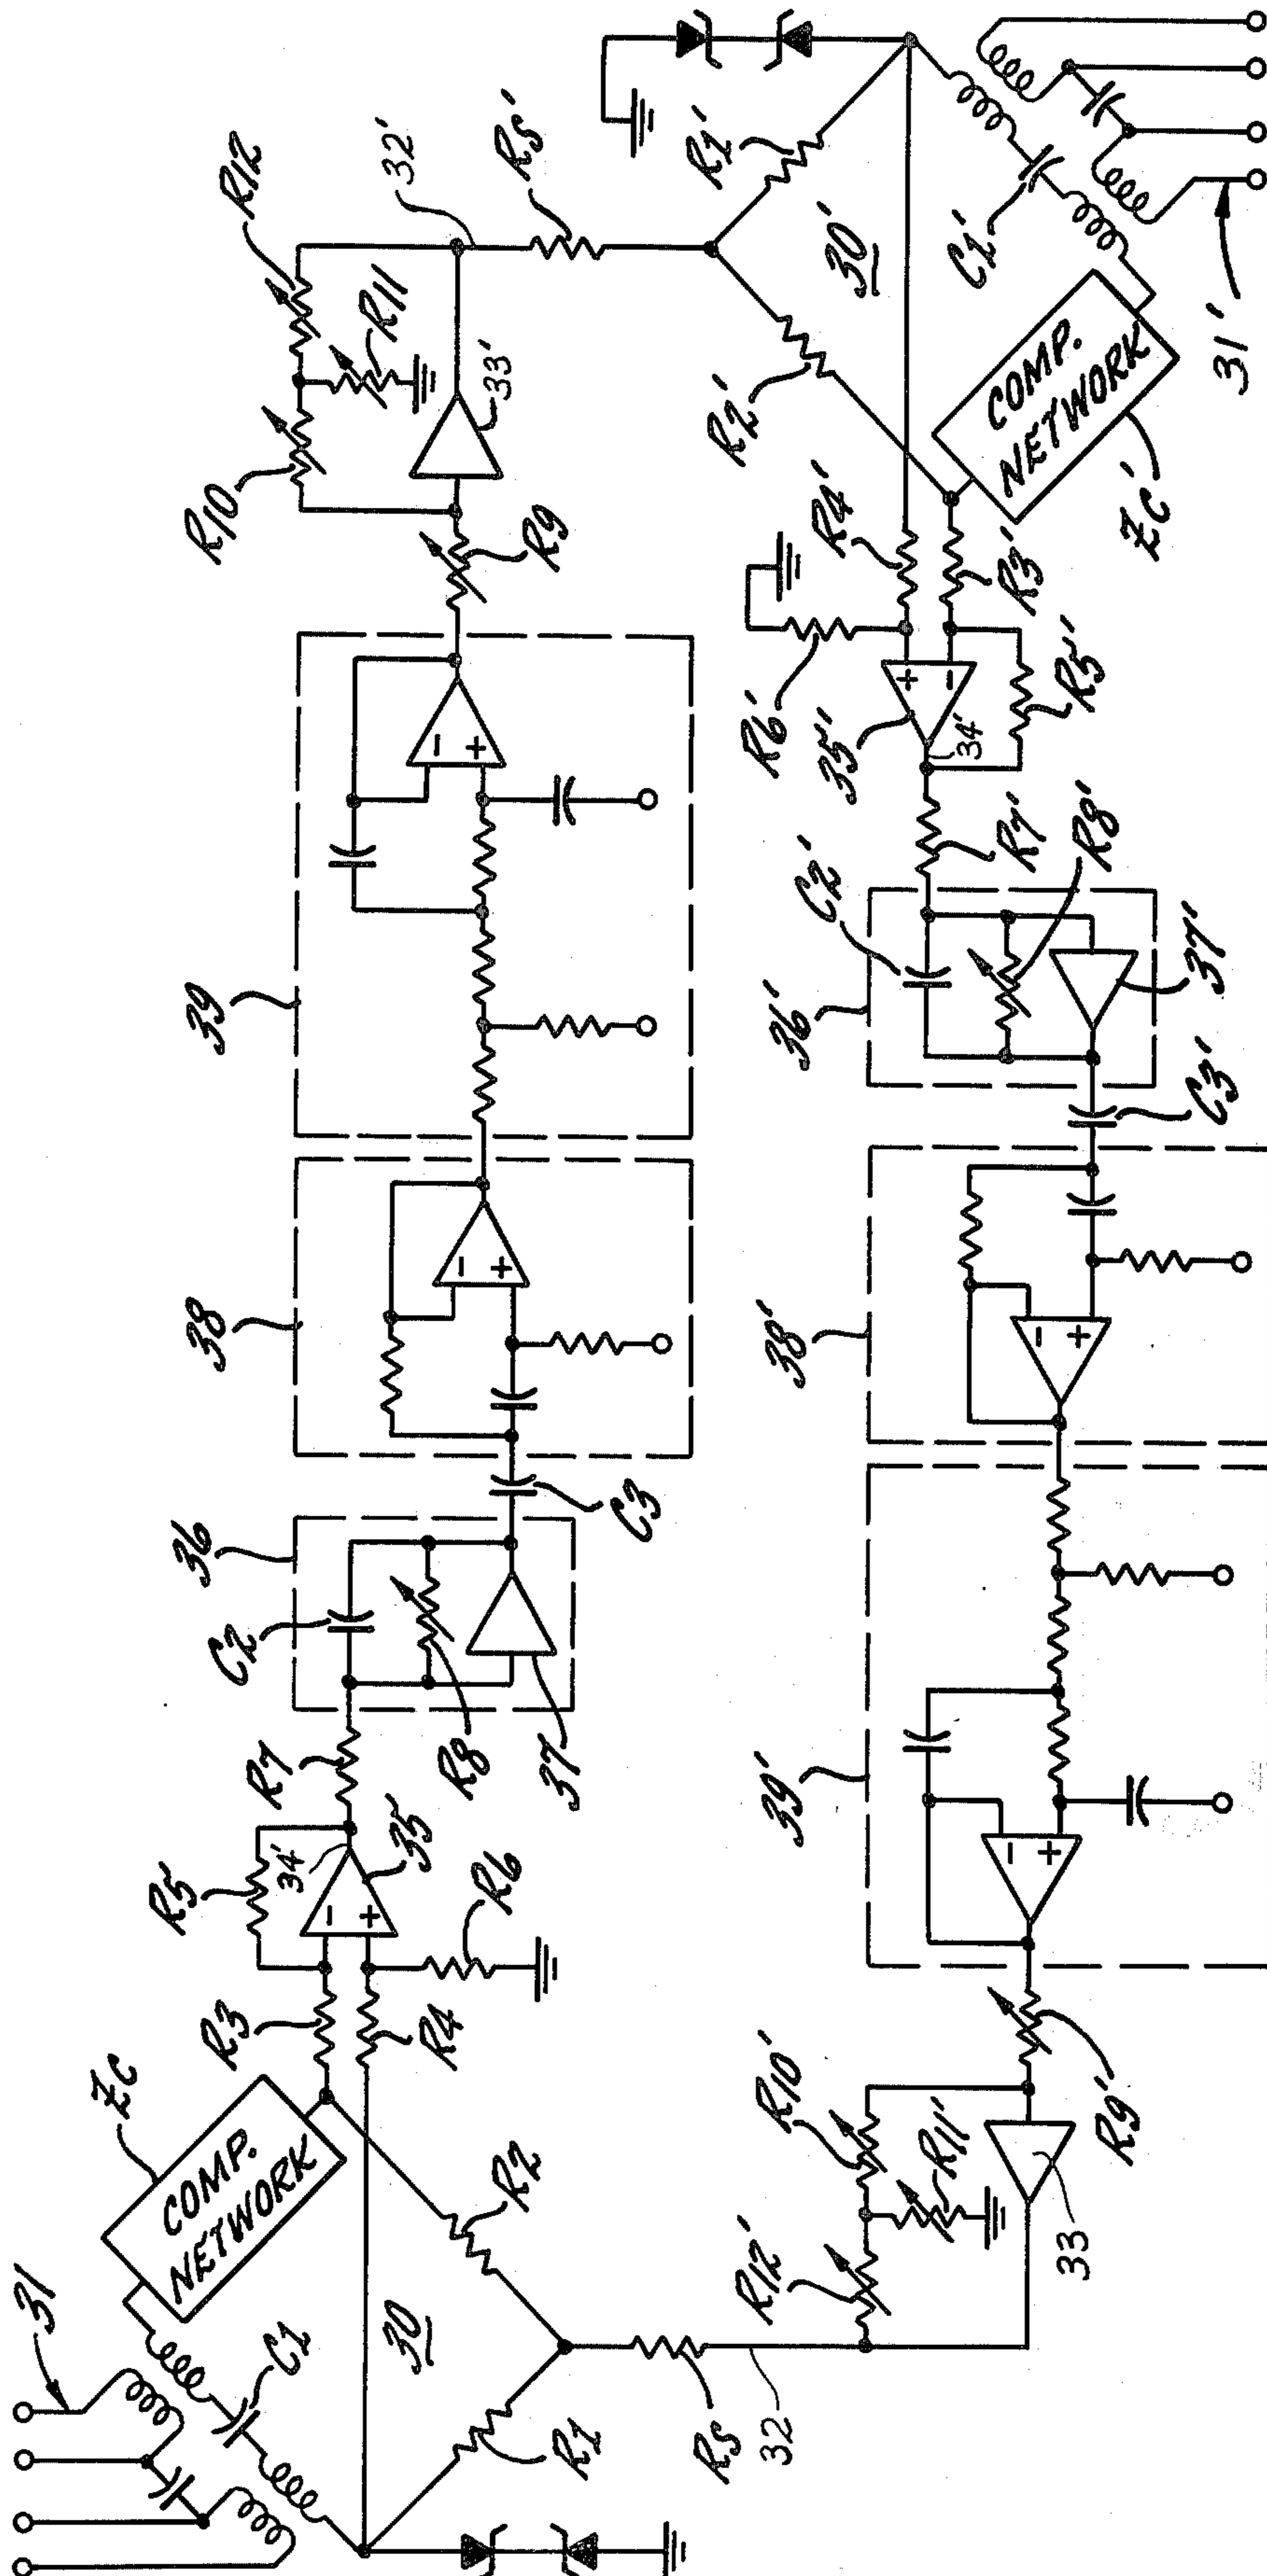 31
COMP.
NETWORK
Zc
C1
30
R1
R2
Rs
32
R3
R4
R5
34'
35
R6
R7
36
C2
R8
37
C3
38
-
+
39
-
+
R9
R10
R11
R12
33'
32'
Rs'
R1'
R2'
30'
C1'
31'
COMP.
NETWORK
Zc'
R4'
R3'
R6'
+
-
35'
34'
R5'
R7'
36'
C2'
R8'
37'
C3'
38'
-
+
39'
-
+
R9'
R10'
R11'
R12'
33
-
+